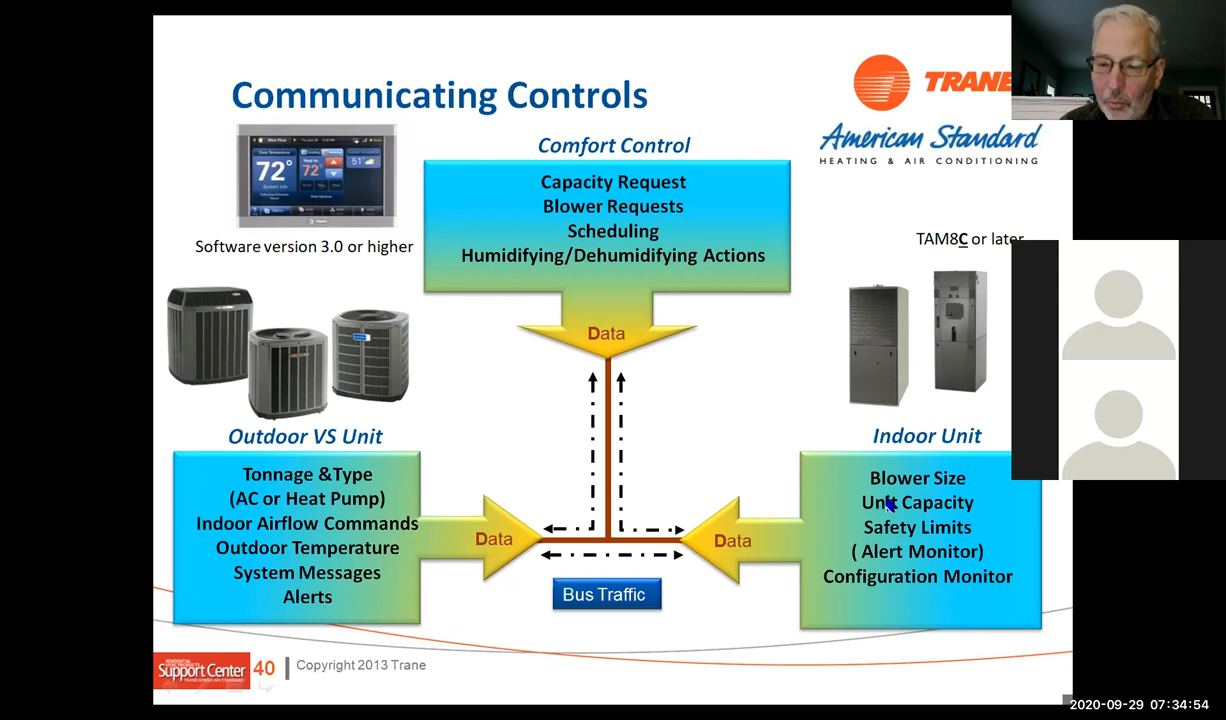 Communicating Controls
TRANE
American Standard
HEATING & AIR CONDITIONING
Comfort Control
Capacity Request
Blower Requests
Scheduling
Humidifying/Dehumidifying Actions
72°
72°
51°
Software version 3.0 or higher
TAM8C or later
Data
Outdoor VS Unit
Tonnage &Type
(AC or Heat Pump)
Indoor Airflow Commands
Outdoor Temperature
System Messages
Alerts
Data
Data
Indoor Unit
Blower Size
Unit Capacity
Safety Limits
( Alert Monitor)
Configuration Monitor
Bus Traffic
Support Center
40
Copyright 2013 Trane
2020-09-29 07:34:54